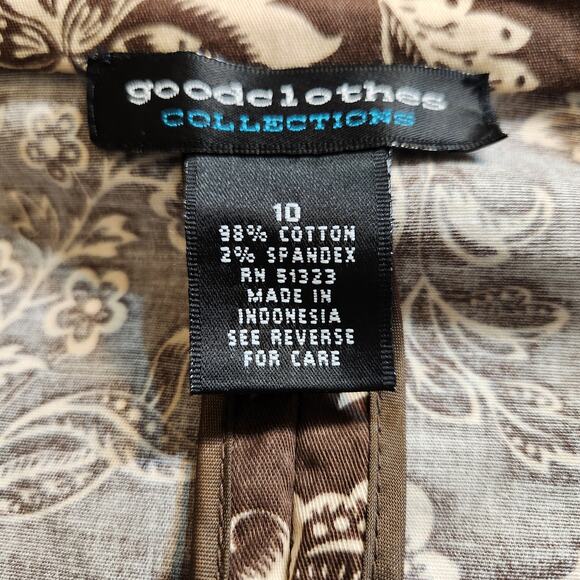 goodclothes
COLLECTIONS
10
98% COTTON
2% SPANDEX
RN 51323
MADE IN
INDONESIA
SEE REVERSE
FOR CARE